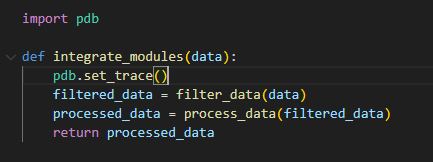 import pdb
def integrate_modules(data):
pdb.set_trace()
filtered_data = filter_data(data)
processed_data = process_data(filtered_data)
return processed_data